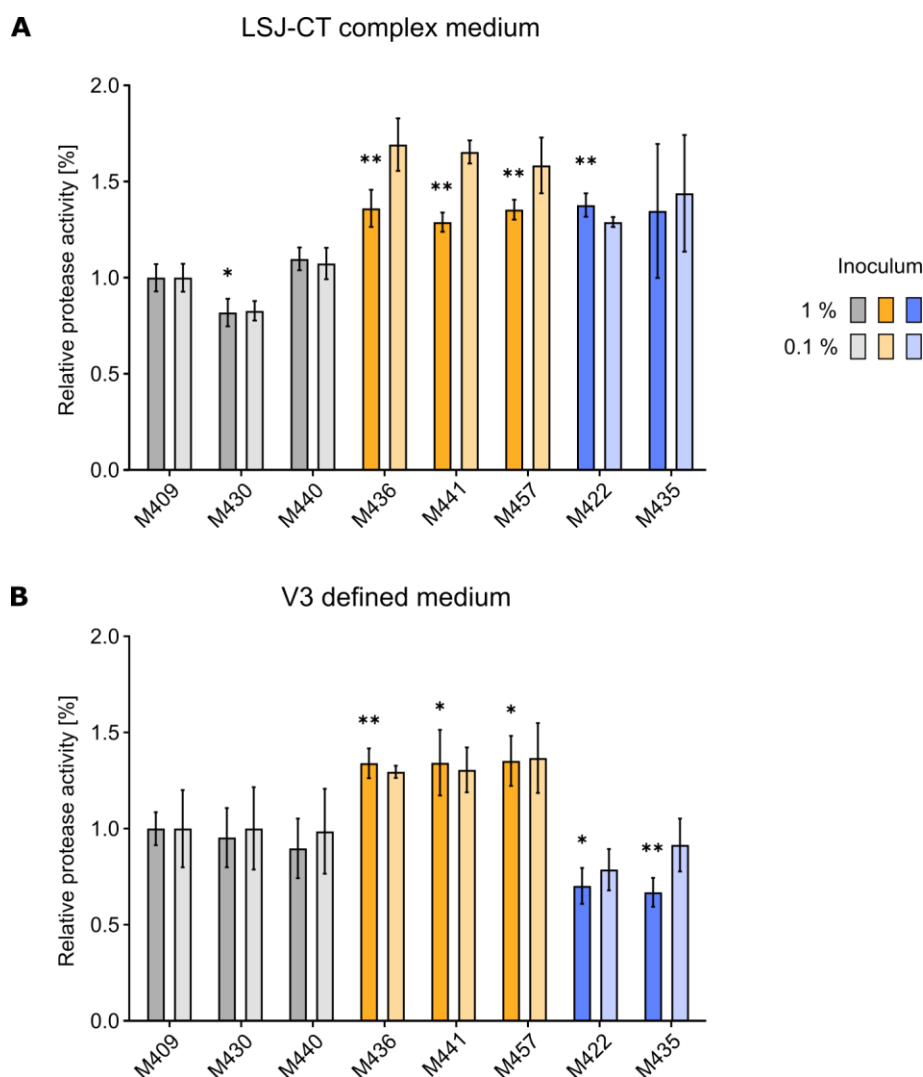 A
LSJ-CT complex medium
Relative protease activity [%]
2.0
1.5
1.0
0.5
0.0
*
**
**
**
**
M409
M430
M440
M436
M441
M457
M422
M435
Inoculum
1 %
0.1 %
B
V3 defined medium
Relative protease activity [%]
2.0
1.5
1.0
0.5
0.0
**
*
*
*
**
M409
M430
M440
M436
M441
M457
M422
M435